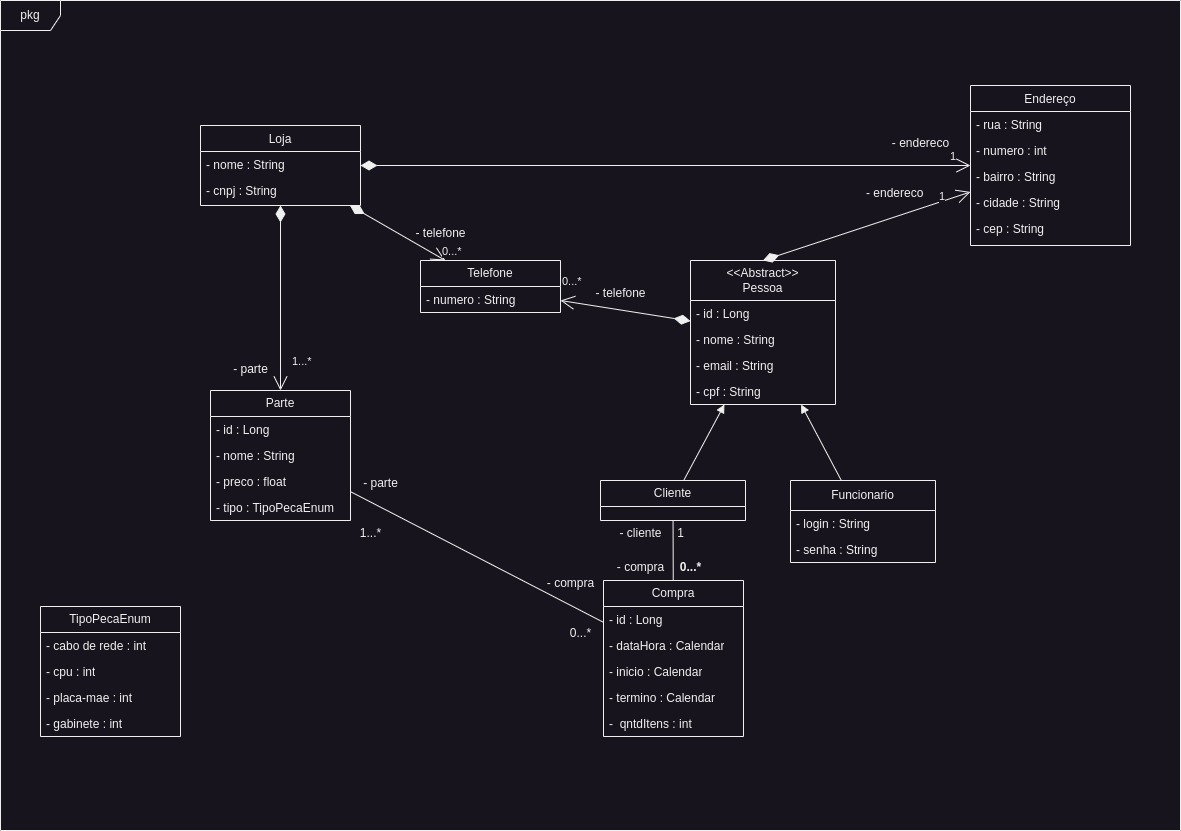 pkg
Endereço
- rua : String
- numero : int
- bairro : String
- cidade : String
- cep : String
Loja
- nome : String
- cnpj : String
- endereco
1
- endereco
1
- telefone
0...*
Telefone
- numero : String
0...*
- telefone
<<Abstract>>
Pessoa
- id : Long
- nome : String
- email : String
- cpf : String
- parte
1...*
Parte
- id : Long
- nome : String
- preco : float
- tipo : TipoPecaEnum
- parte
1...*
Cliente
Funcionario
- login : String
- senha : String
- cliente
1
- compra
0...*
- compra
0...*
Compra
- id : Long
- dataHora : Calendar
- inicio : Calendar
- termino : Calendar
- qntdItens : int
TipoPecaEnum
- cabo de rede : int
- cpu : int
- placa-mae : int
- gabinete : int